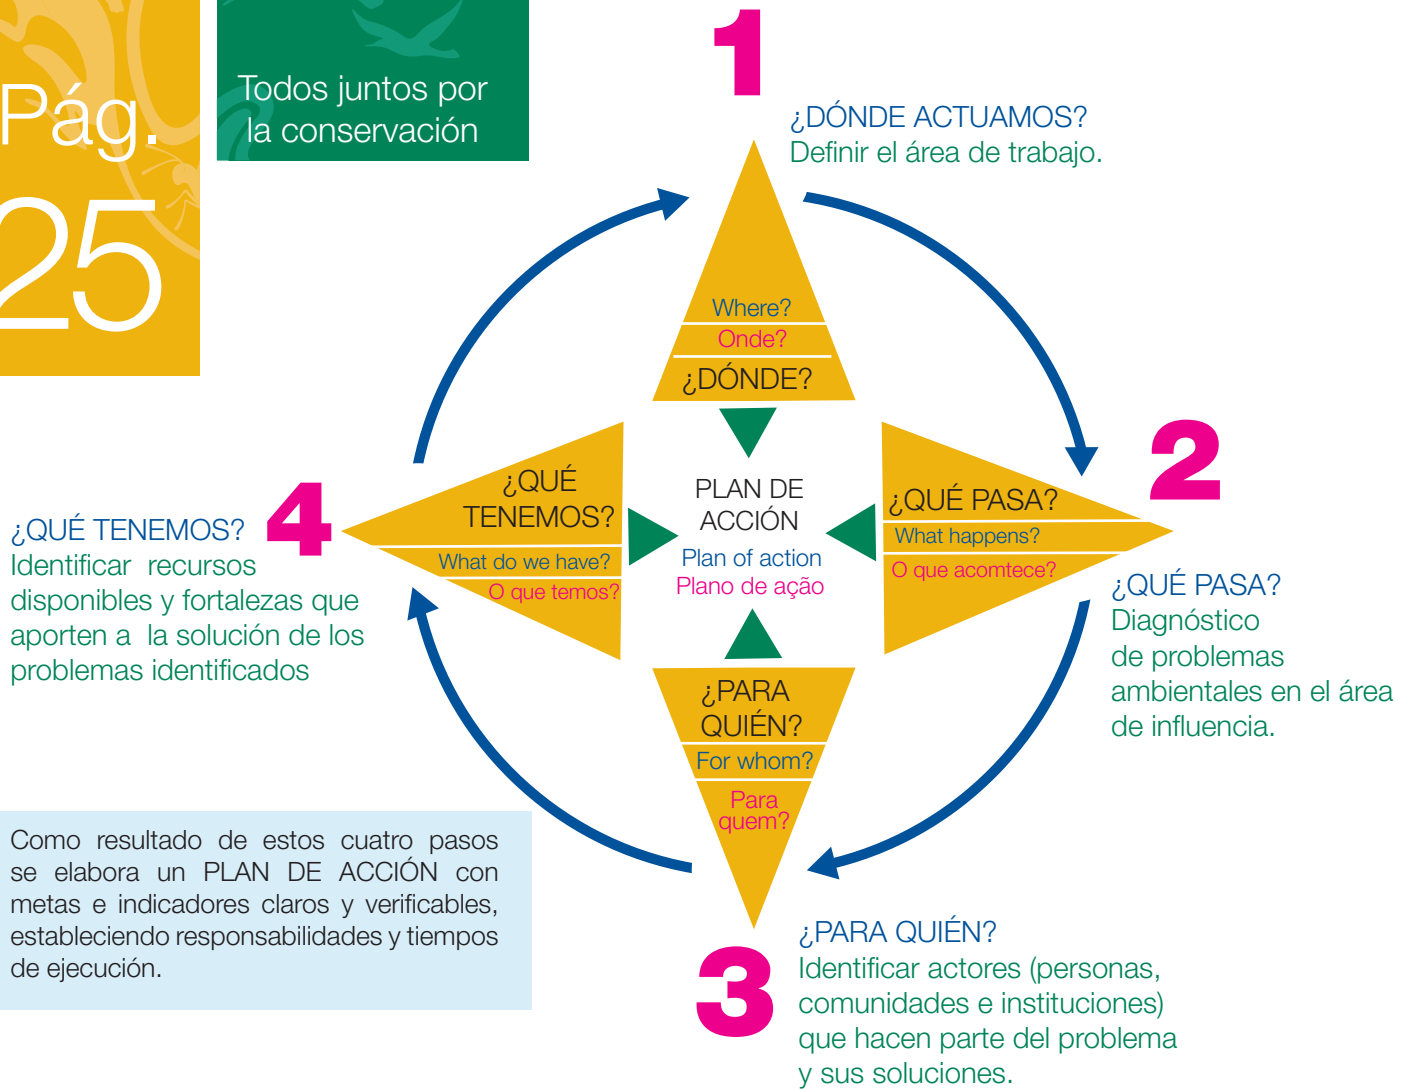 Pág.
25
Todos juntos por
la conservación
1
¿DÓNDE ACTUAMOS?
Definir el área de trabajo.
Where?
Onde?
¿DÓNDE?
2
¿QUÉ PASA?
What happens?
O que acomtece?
¿QUÉ PASA?
Diagnóstico
de problemas
ambientales en el área
de influencia.
PLAN DE
ACCIÓN
Plan of action
Plano de ação
¿QUÉ
TENEMOS?
What do we have?
O que temos?
4
¿QUÉ TENEMOS?
Identificar recursos
disponibles y fortalezas que
aporten a la solución de los
problemas identificados
¿PARA
QUIÉN?
For whom?
Para
quem?
3
¿PARA QUIÉN?
Identificar actores (personas,
comunidades e instituciones)
que hacen parte del problema
y sus soluciones.
Como resultado de estos cuatro pasos
se elabora un PLAN DE ACCIÓN con
metas e indicadores claros y verificables,
estableciendo responsabilidades y tiempos
de ejecución.